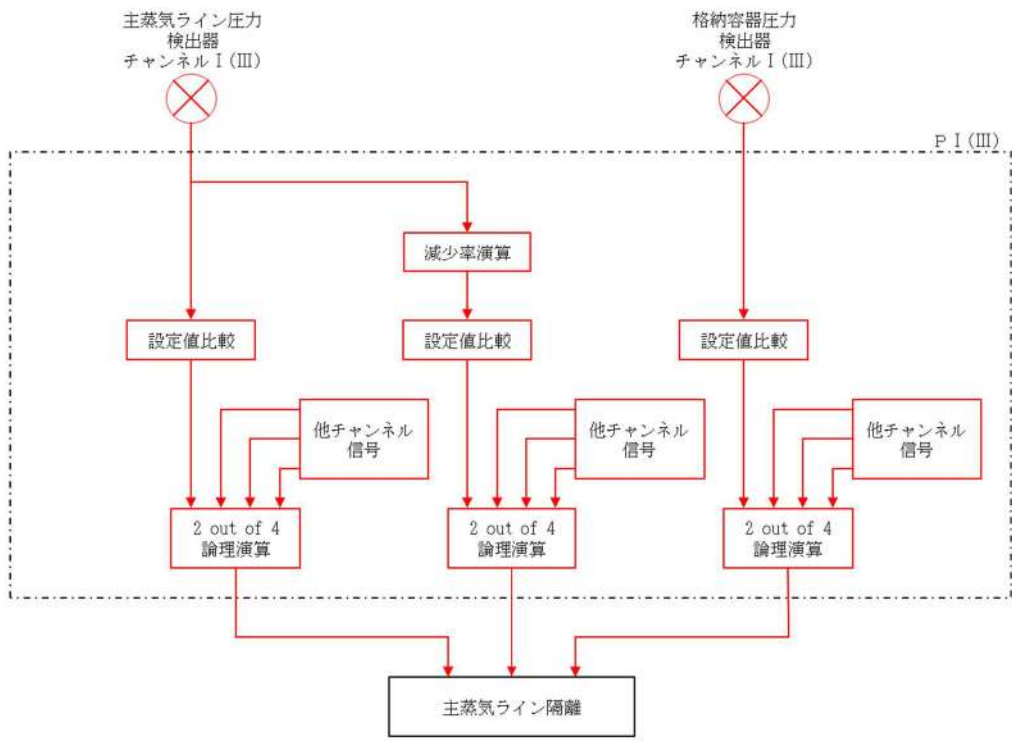 主蒸気ライン圧力
検出器
チャンネルⅠ(Ⅲ)
格納容器圧力
検出器
チャンネルⅠ(Ⅲ)
ＰⅠ(Ⅲ)
減少率演算
設定値比較
設定値比較
設定値比較
他チャンネル
信号
他チャンネル
信号
他チャンネル
信号
2 out of 4
論理演算
2 out of 4
論理演算
2 out of 4
論理演算
主蒸気ライン隔離